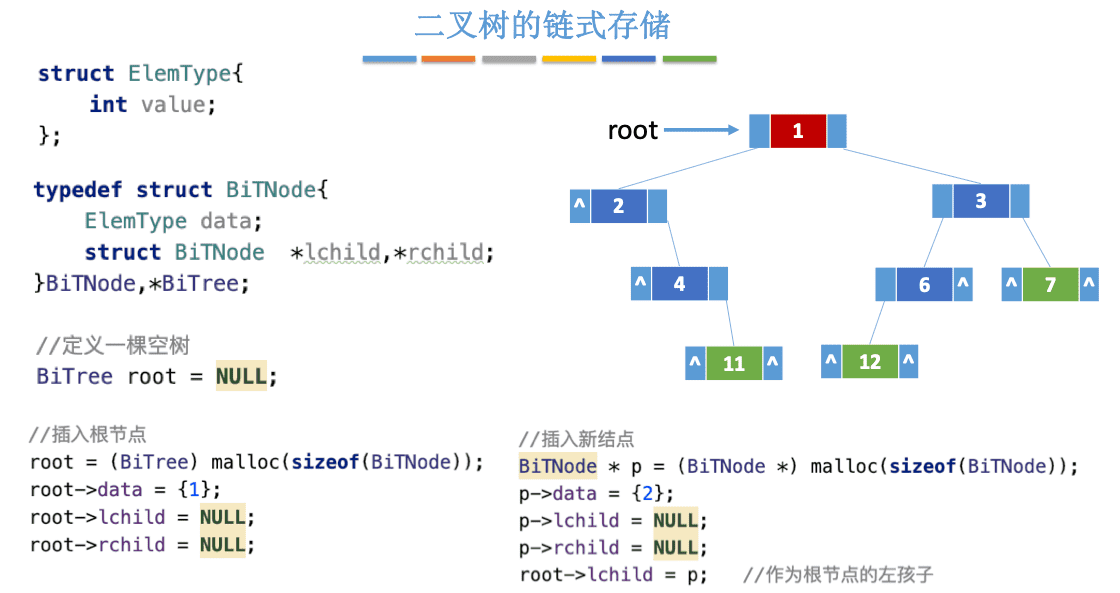 二叉树的链式存储
struct ElemType{
int value;
};
typedef struct BiTNode{
ElemType data;
struct BiTNode *lchild,*rchild;
}BiTNode,*BiTree;
//定义一棵空树
BiTree root = NULL;
//插入根节点
root = (BiTree) malloc(sizeof(BiTNode));
root->data = {1};
root->lchild = NULL;
root->rchild = NULL;
root
1
^ 2
3
^ 4
6 ^
^ 7 ^
^ 11 ^
^ 12 ^
//插入新结点
BiTNode * p = (BiTNode *) malloc(sizeof(BiTNode));
p->data = {2};
p->lchild = NULL;
p->rchild = NULL;
root->lchild = p; //作为根节点的左孩子